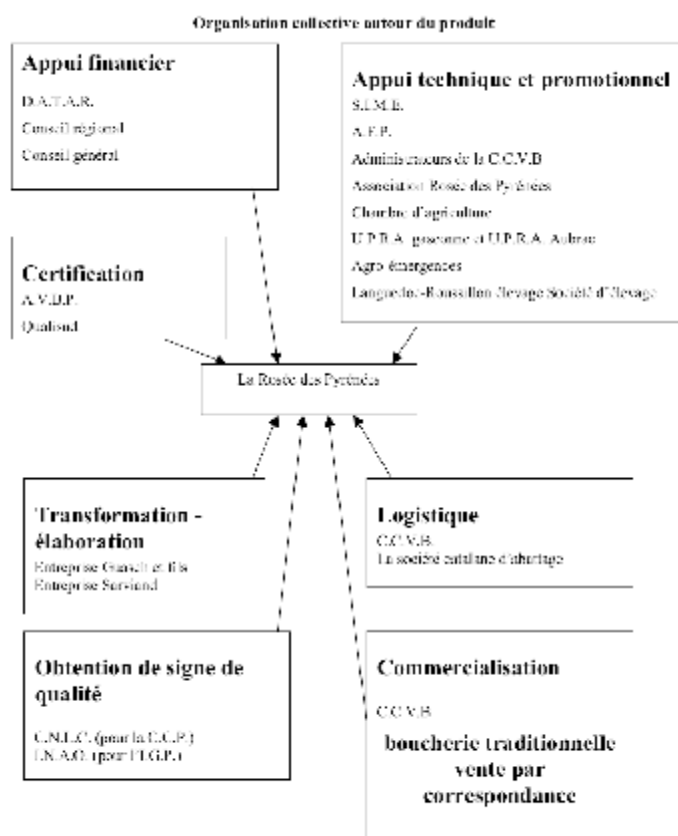 Organisation collective autour du produit
Appui financier
D.A.T.A.R.
Conseil régional
Conseil général
Appui technique et promotionnel
S.I.M.E.
A.F.P.
Administrateurs de la C.C.V.B
Association Rosée des Pyrénées
Chambre d'agriculture
U.P.R.A. gasconne et U.P.R.A. Aubrac
Agro émergences
Languedoc-Roussillon élevage Société d'élevage
Certification
A.V.B.P.
Qualisud
La Rosée des Pyrénées
Transformation -
élaboration
Entreprise Guasch et fils
Entreprise
Logistique
C.C.V.B.
La société catalane d'abattage
Obtention de signe de
qualité
C.N.L.C. (pour la C.C.P.)
I.N.A.O. (pour l'I.G.P.)
Commercialisation
C.C.V.B
boucherie traditionnelle
vente par
correspondance